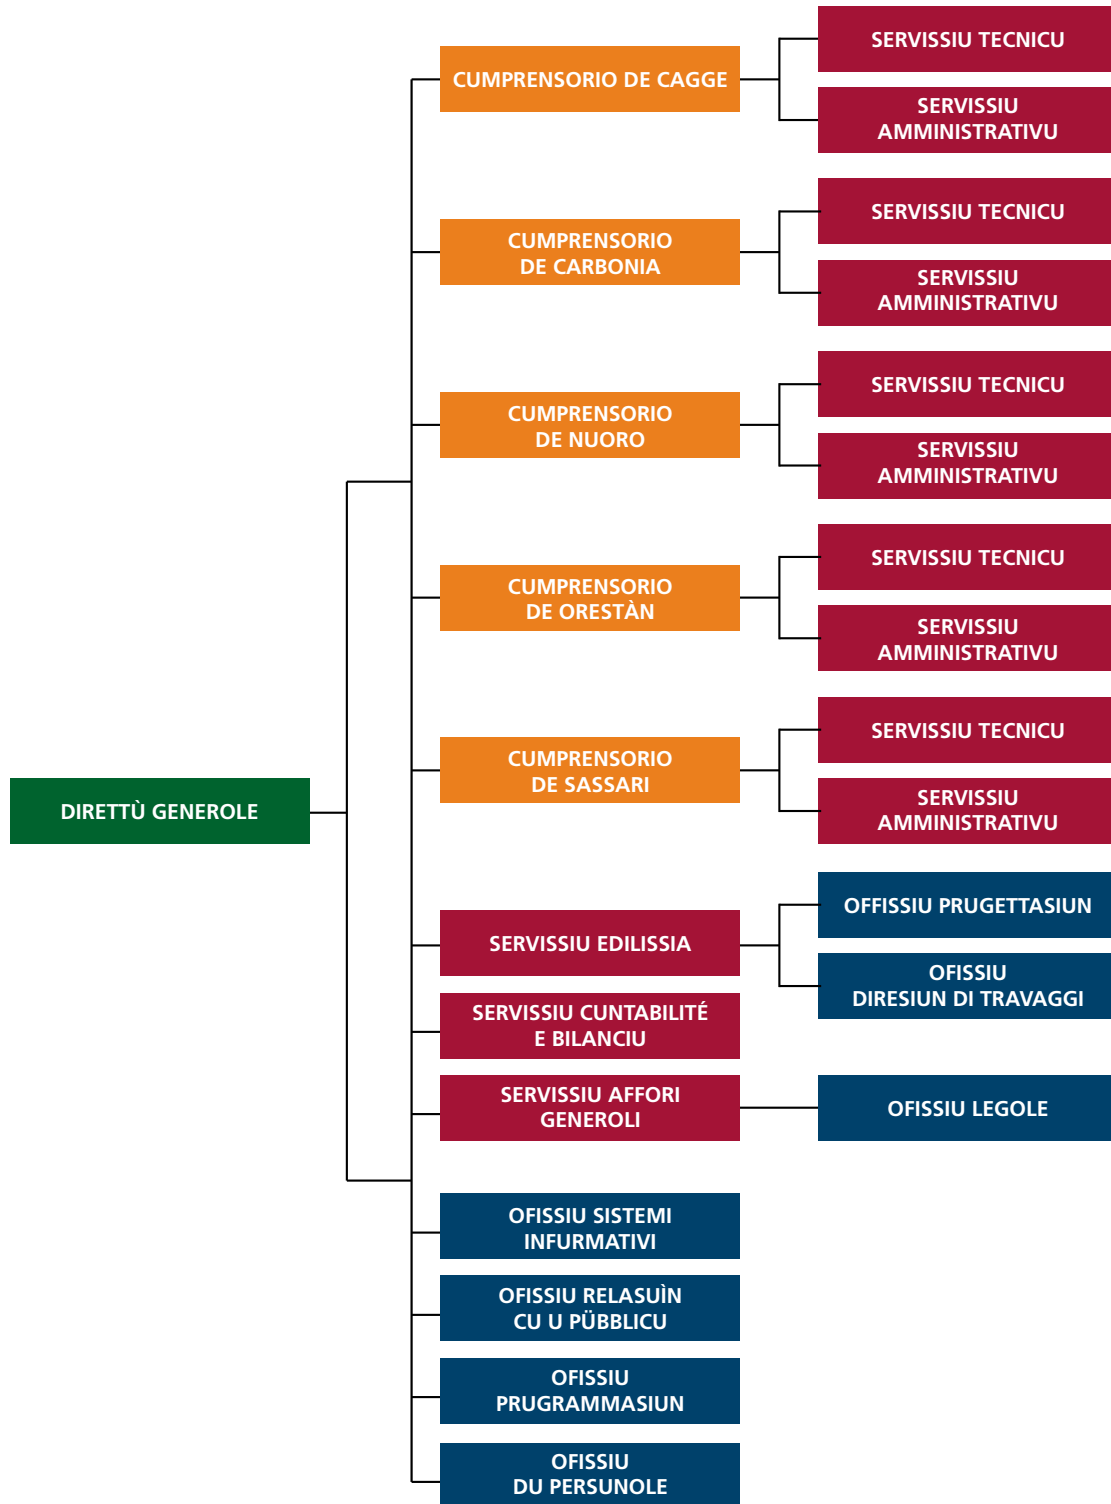 DIRETTÙ GENEROLE
CUMPRENSORIO DE CAGGE
SERVISSIU TECNICU
SERVISSIU
AMMINISTRATIVU
CUMPRENSORIO
DE CARBONIA
SERVISSIU TECNICU
SERVISSIU
AMMINISTRATIVU
CUMPRENSORIO
DE NUORO
SERVISSIU TECNICU
SERVISSIU
AMMINISTRATIVU
CUMPRENSORIO
DE ORESTÀN
SERVISSIU TECNICU
SERVISSIU
AMMINISTRATIVU
CUMPRENSORIO
DE SASSARI
SERVISSIU TECNICU
SERVISSIU
AMMINISTRATIVU
SERVISSIU EDILISSIA
OFFISSIU PRUGETTASIUN
OFISSIU
DIRESIUN DI TRAVAGGI
SERVISSIU CUNTABILITÉ
E BILANCIU
SERVISSIU AFFORI
GENEROLI
OFISSIU LEGOLE
OFISSIU SISTEMI
INFURMATIVI
OFISSIU RELASUÌN
CU U PÜBBLICU
OFISSIU
PRUGRAMMASIUN
OFISSIU
DU PERSUNOLE